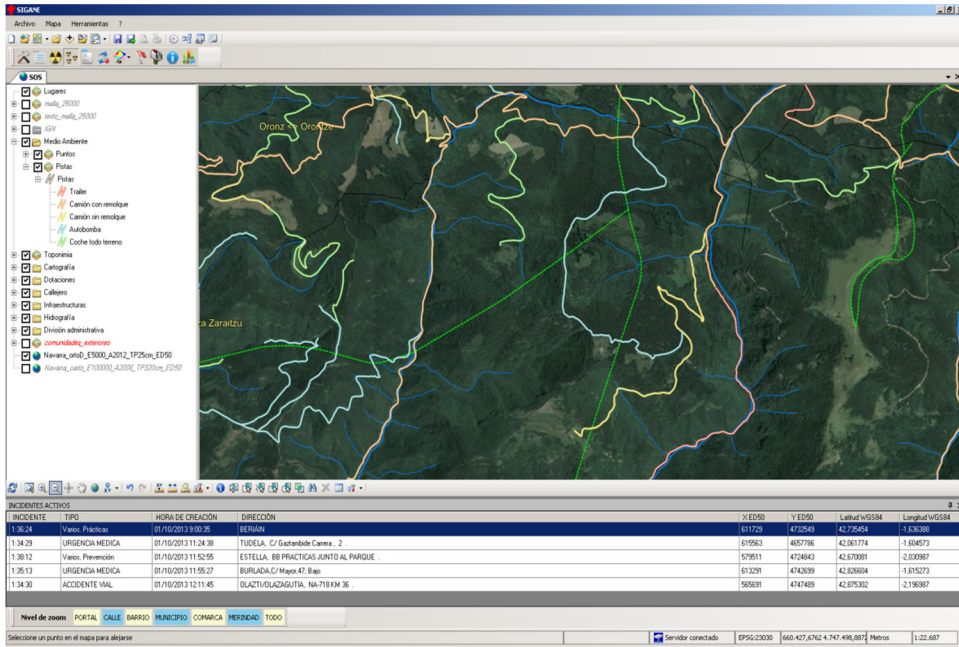 SIGANE
Archivo Mapa Herramientas ?
SOS
Lugares
malla_25000
texto_malla_25000
IGN
Medio Ambiente
Puntos
Pistas
Pistas
Trailer
Camión con remolque
Camión sin remolque
Autobomba
Coche todo terreno
Toponimia
Cartografía
Dotaciones
Callejero
Infraestructuras
Hidrografía
División administrativa
comunidades_exteriores
Navarra_ortoD_E5000_A2012_TP25cm_ED50
Navarra_carto_E100000_A2008_TP320cm_ED50
Oronz <> Orontze
za Zaraitzu
INCIDENTES ACTIVOS
INCIDENTE TIPO HORA DE CREACIÓN DIRECCIÓN X ED50 Y ED50 Latitud WGS84 Longitud WGS84
1:36:24 Varios. Prácticas 01/10/2013 9:00:35 BERIÁIN 611729 4732549 42,735454 -1,636388
1:34:29 URGENCIA MEDICA 01/10/2013 11:24:38 TUDELA, C/ Gaztambide Carrera , 2 . 615563 4657786 42,061774 -1,604573
1:38:12 Varios. Prevención 01/10/2013 11:52:55 ESTELLA, BB PRACTICAS JUNTO AL PARQUE . 579511 4724843 42,670081 -2,030987
1:35:13 URGENCIA MEDICA 01/10/2013 11:55:27 BURLADA,C/ Mayor,47; Bajo 613291 4742699 42,826604 -1,615273
1:34:30 ACCIDENTE VIAL 01/10/2013 12:11:45 OLAZTI/OLAZAGUTIA, NA-718 KM 36 . 565691 4747489 42,875302 -2,196987
Nivel de zoom PORTAL CALLE BARRIO MUNICIPIO COMARCA MERINDAD TODO
Seleccione un punto en el mapa para alejarse Servidor conectado EPSG:23030 660.427,6762 4.747.498,8872 Metros 1:22.687